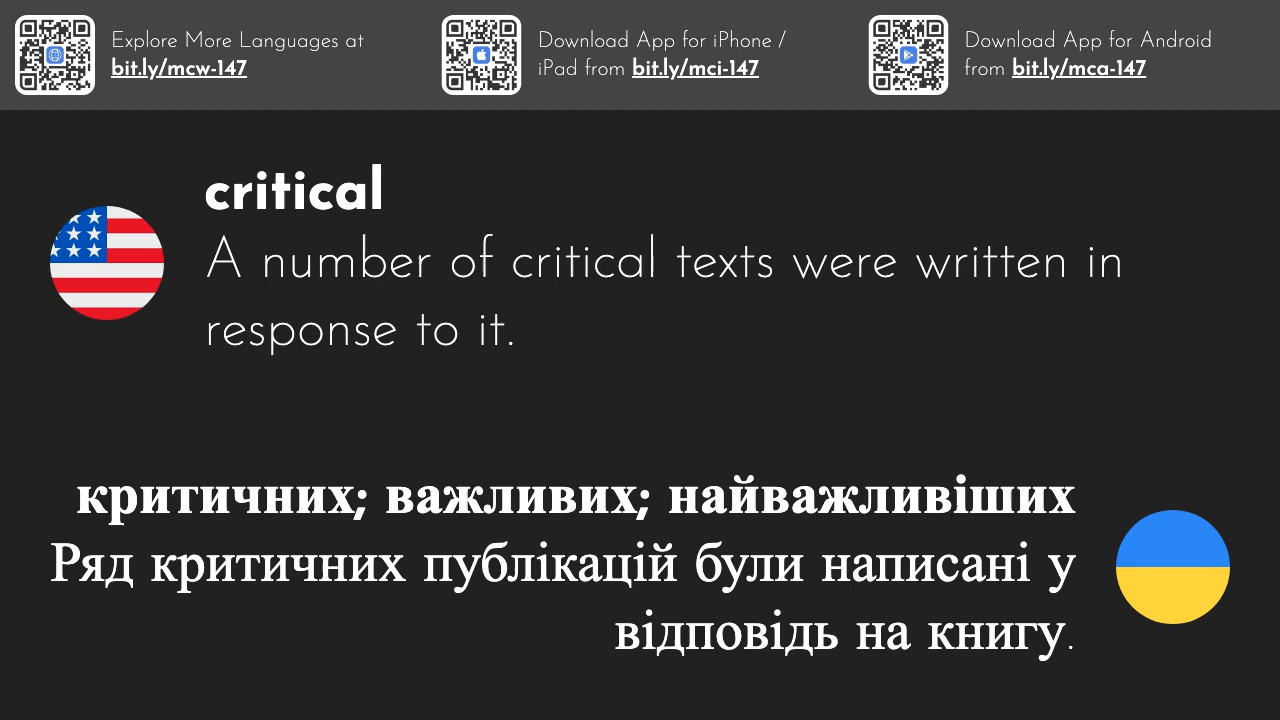 Explore More Languages at
bit.ly/mcw-147
Download App for iPhone /
iPad from bit.ly/mci-147
Download App for Android
from bit.ly/mca-147
critical
A number of critical texts were written in
response to it.
критичних; важливих; найважливіших
Ряд критичних публікацій були написані у
відповідь на книгу.